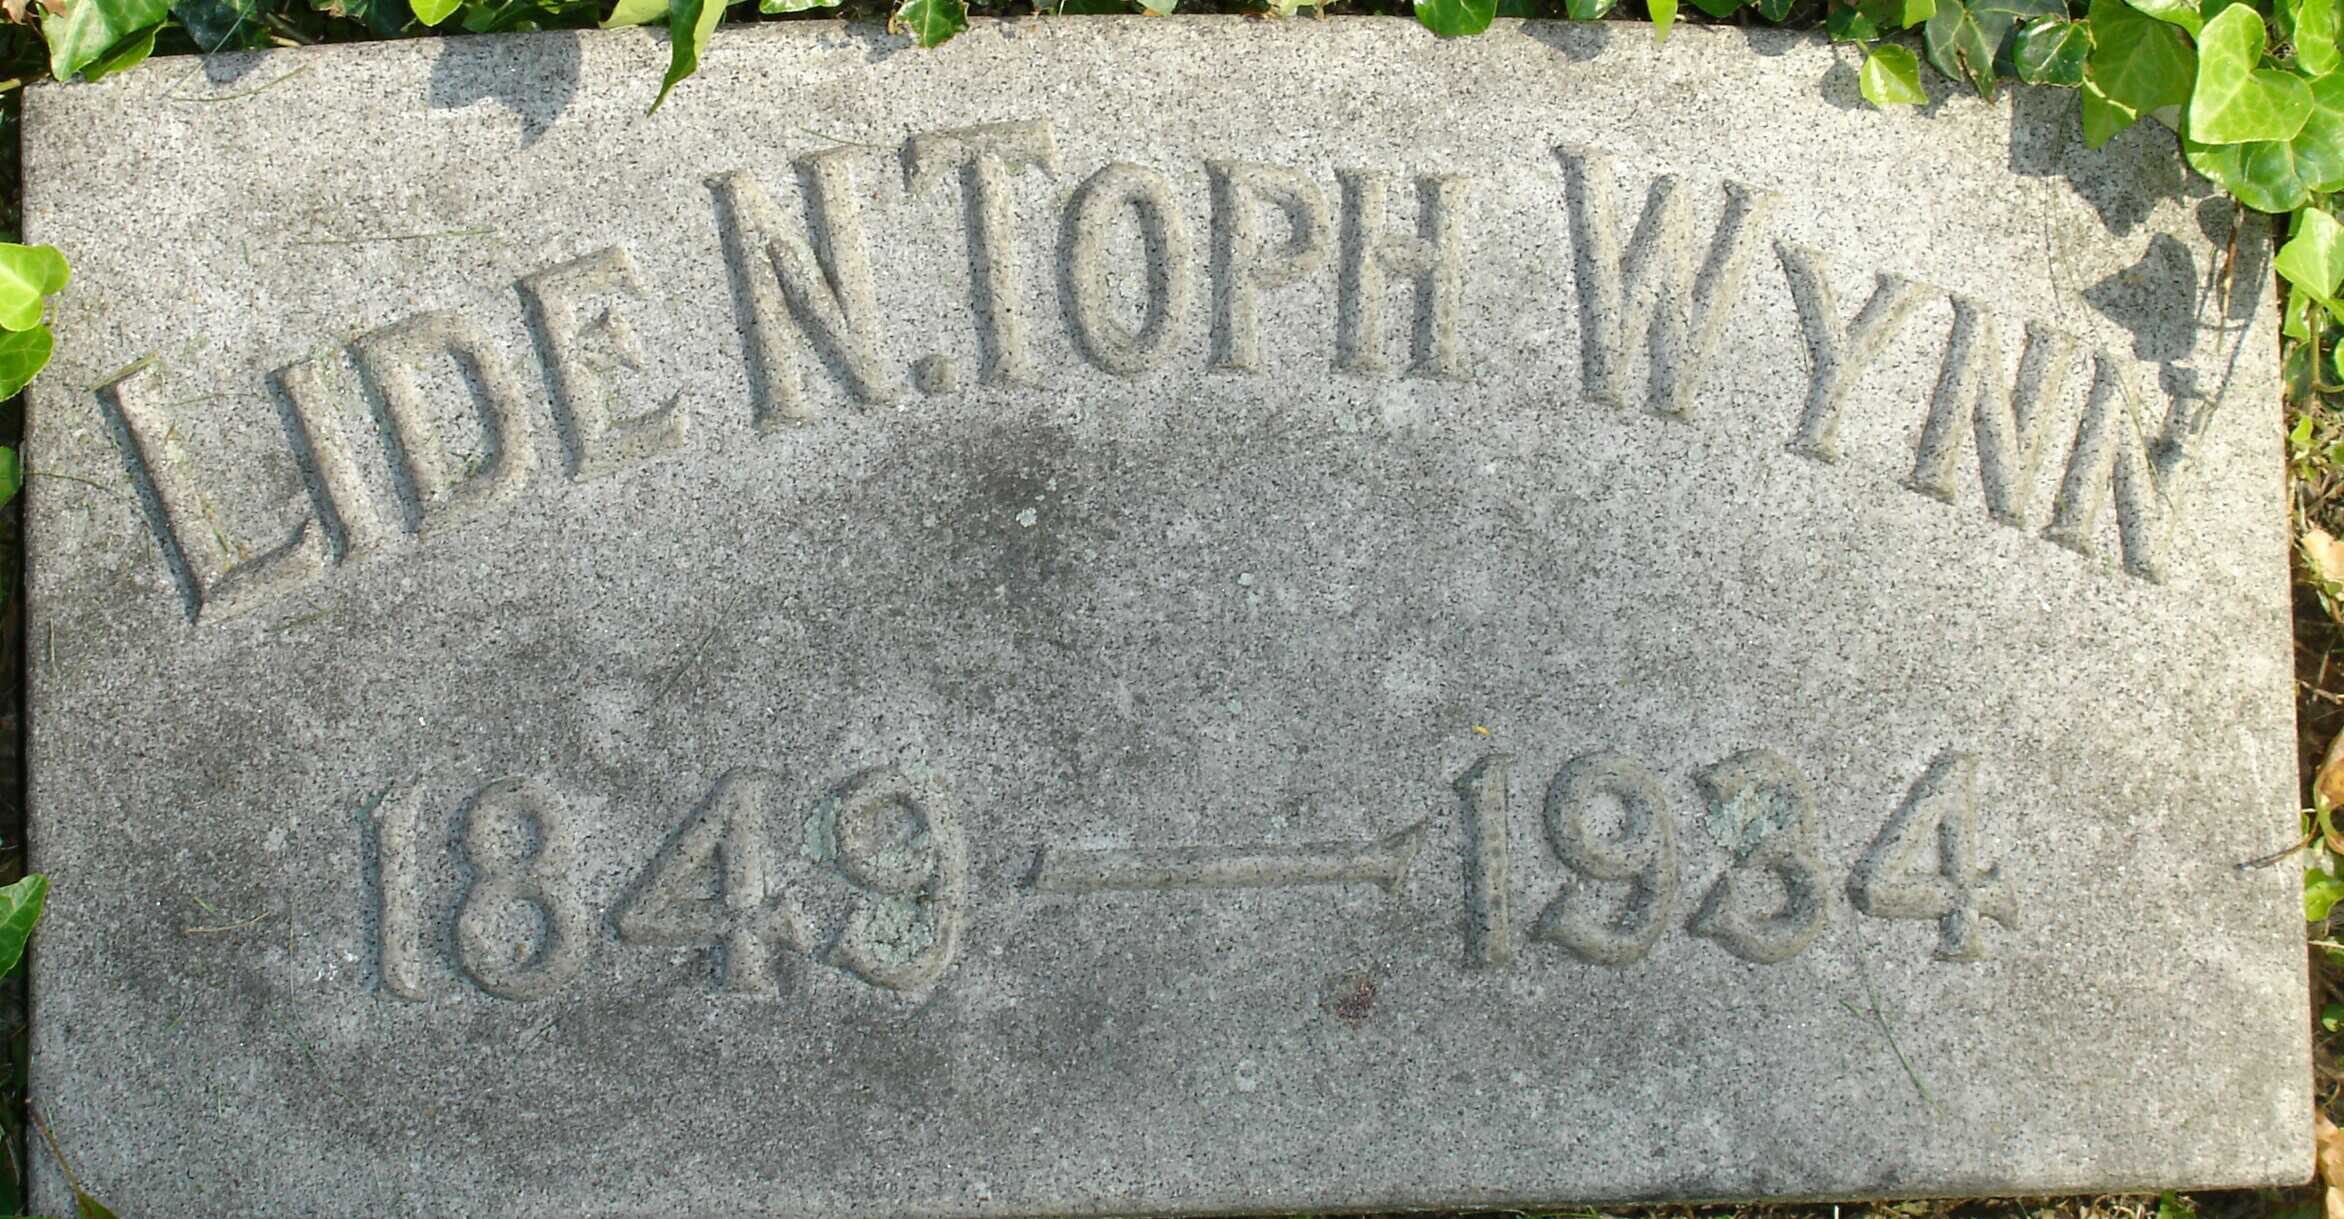 LIDE N. TOPH WYNN
1849 — 1934